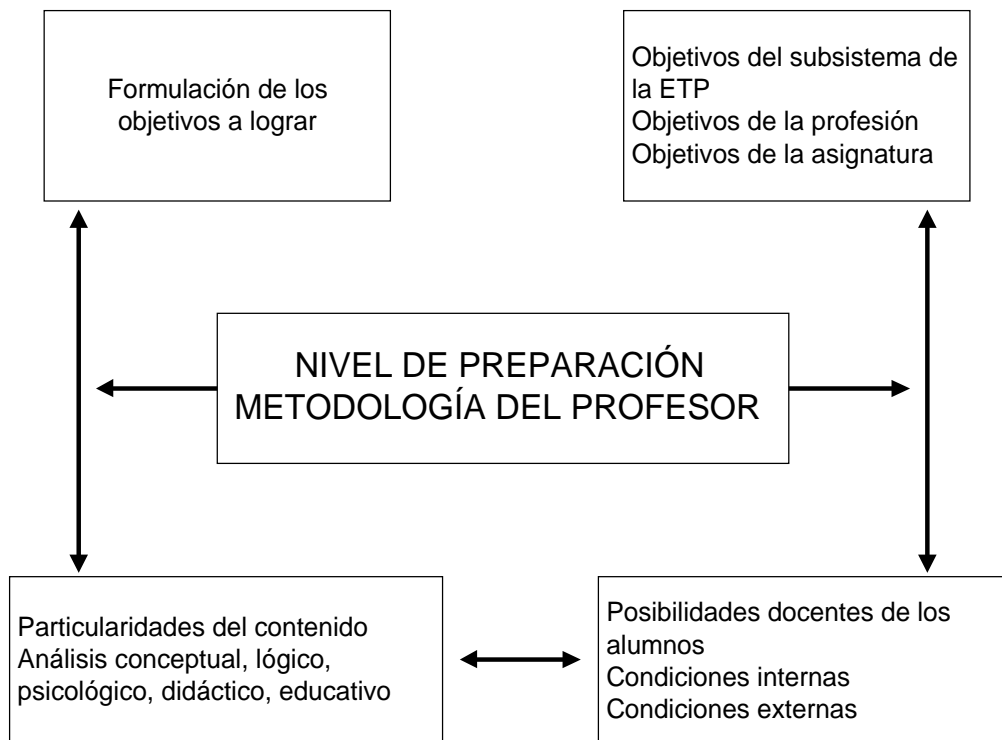 Formulación de los
objetivos a lograr
Objetivos del subsistema de
la ETP
Objetivos de la profesión
Objetivos de la asignatura
NIVEL DE PREPARACIÓN
METODOLOGÍA DEL PROFESOR
Particularidades del contenido
Análisis conceptual, lógico,
psicológico, didáctico, educativo
Posibilidades docentes de los
alumnos
Condiciones internas
Condiciones externas